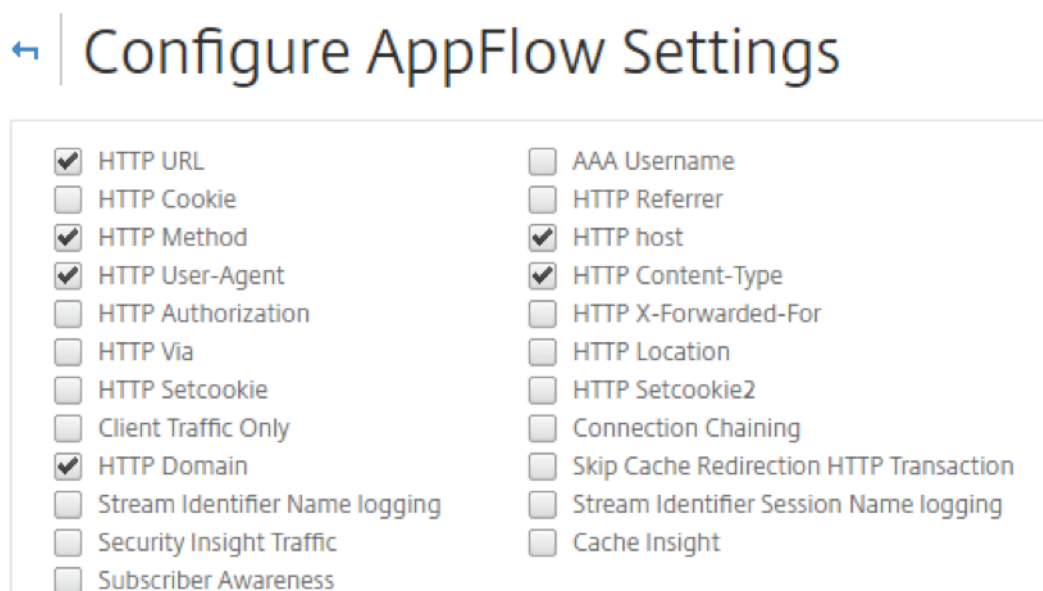 Configure AppFlow Settings
HTTP URL
AAA Username
HTTP Cookie
HTTP Referrer
HTTP Method
HTTP host
HTTP User-Agent
HTTP Content-Type
HTTP Authorization
HTTP X-Forwarded-For
HTTP Via
HTTP Location
HTTP Setcookie
HTTP Setcookie2
Client Traffic Only
Connection Chaining
HTTP Domain
Skip Cache Redirection HTTP Transaction
Stream Identifier Name logging
Stream Identifier Session Name logging
Security Insight Traffic
Cache Insight
Subscriber Awareness